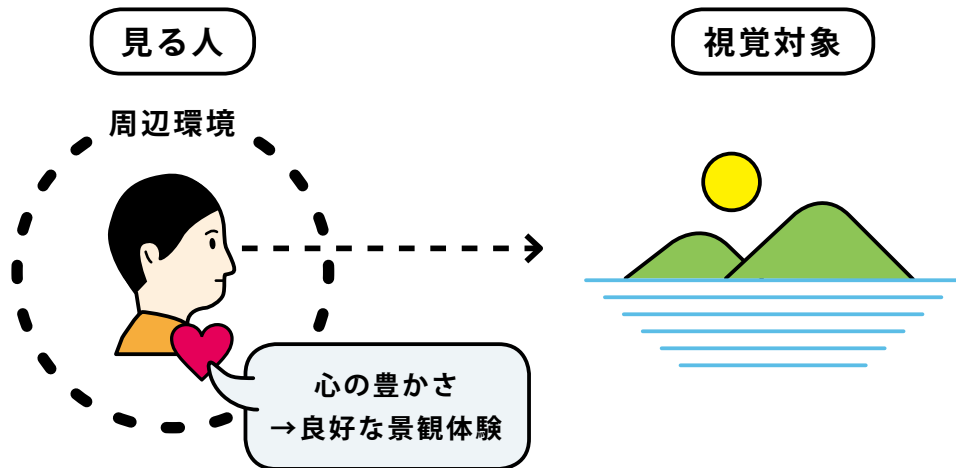 見る人
視覚対象
周辺環境
心の豊かさ
→良好な景観体験